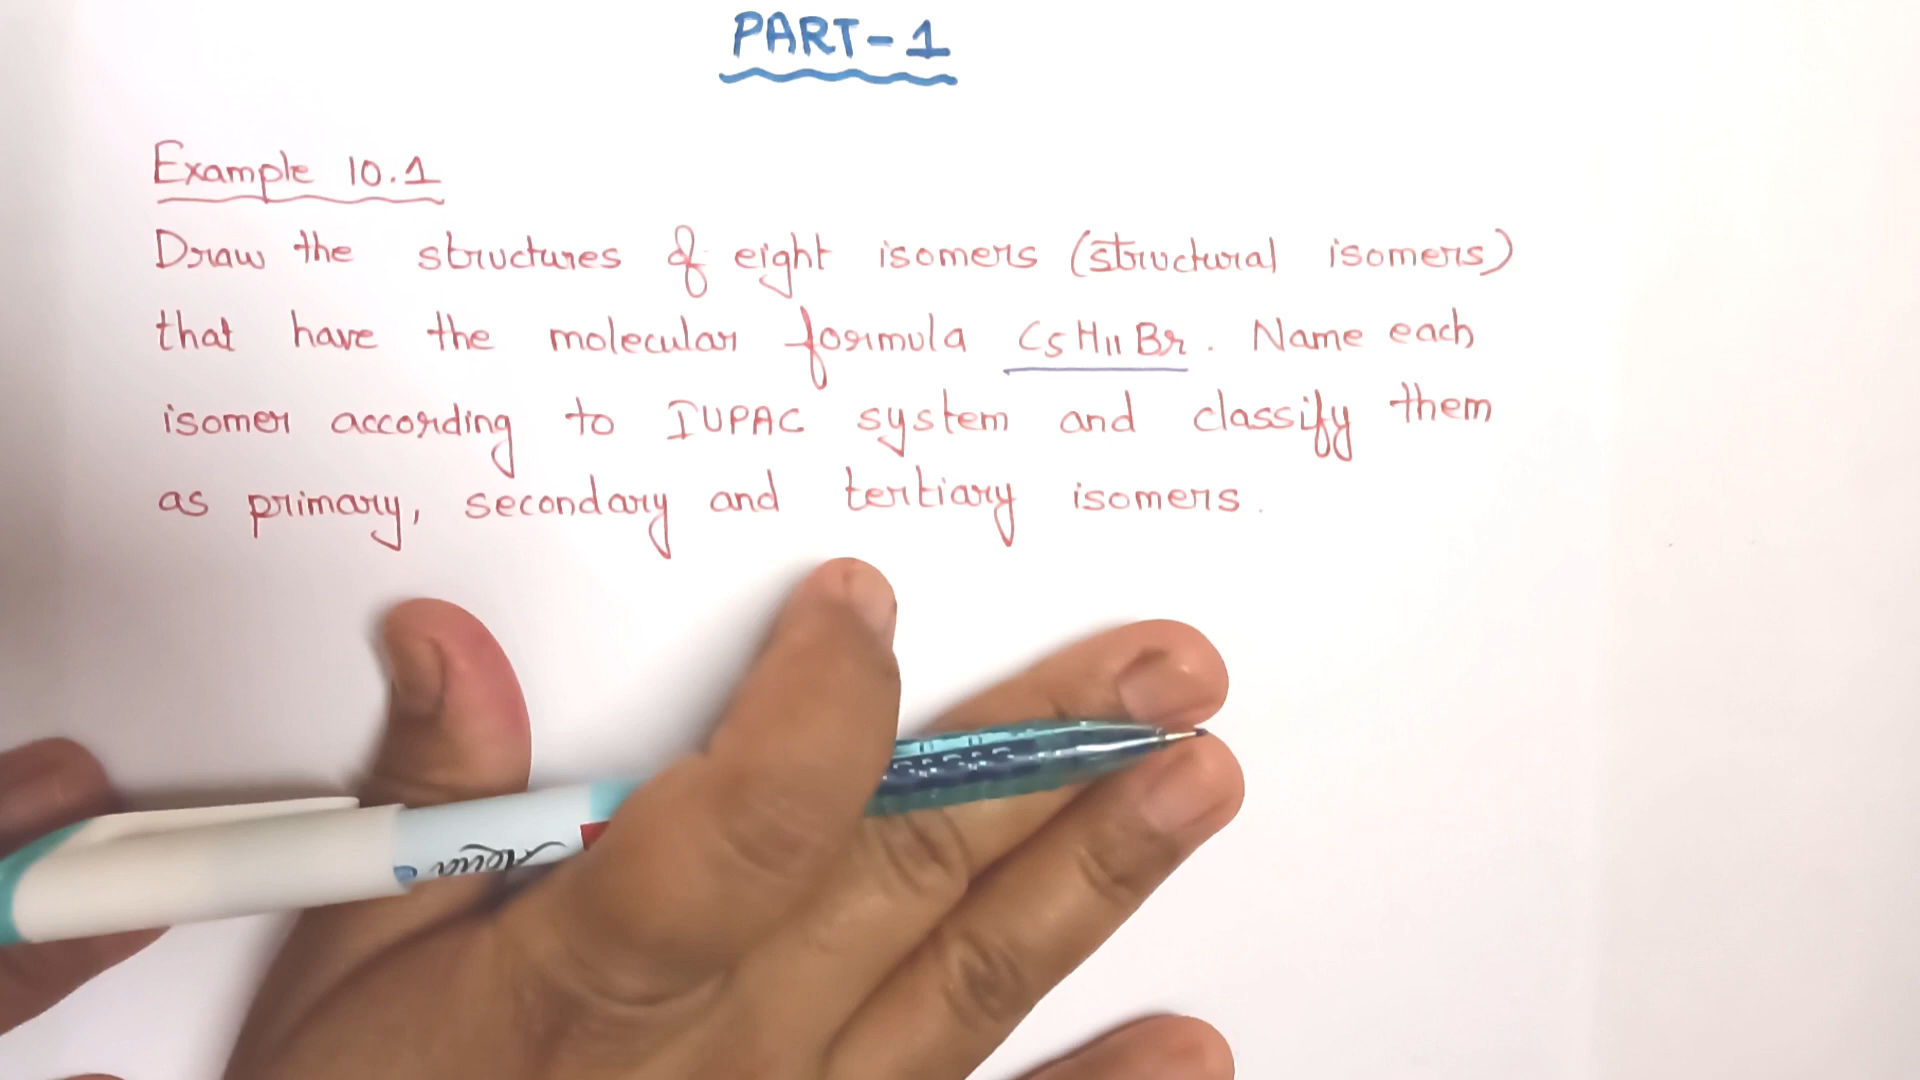 PART-1
Example 10.1
Draw the structures of eight isomers (structural isomers)
that have the molecular formula C5H11Br. Name each
isomer according to IUPAC system and classify them
as primary, secondary and tertiary isomers.